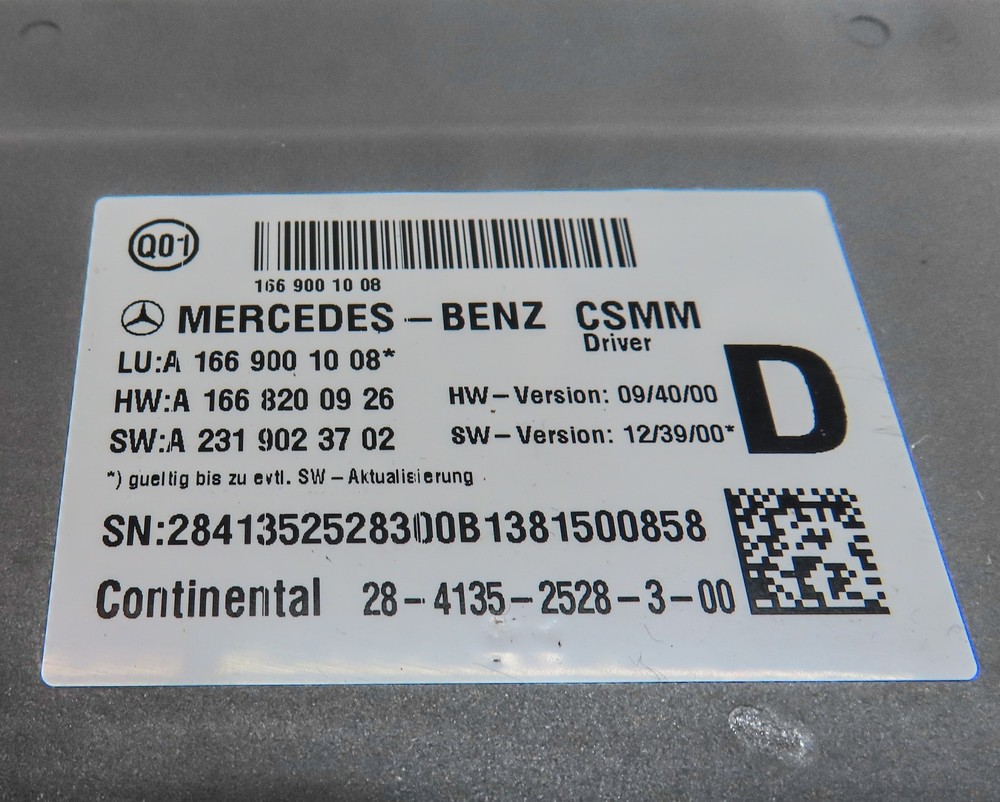 Q01
166 900 10 08
MERCEDES-BENZ CSMM
Driver
LU:A 166 900 10 08*
HW:A 166 820 09 26 HW-Version: 09/40/00
SW:A 231 902 37 02 SW-Version: 12/39/00*
D
*) gueltig bis zu evtl. SW-Aktualisierung
SN:2841352528300B1381500858
Continental 28-4135-2528-3-00